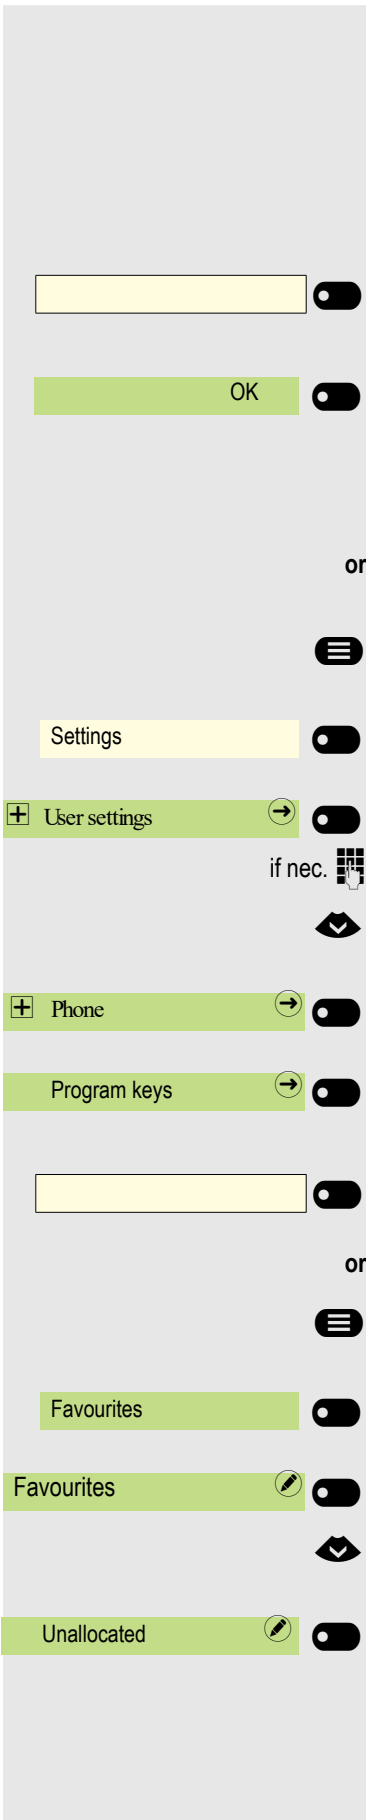 OK
or
Settings
User settings
if nec.
Phone
Program keys
or
Favourites
Favourites
Unallocated